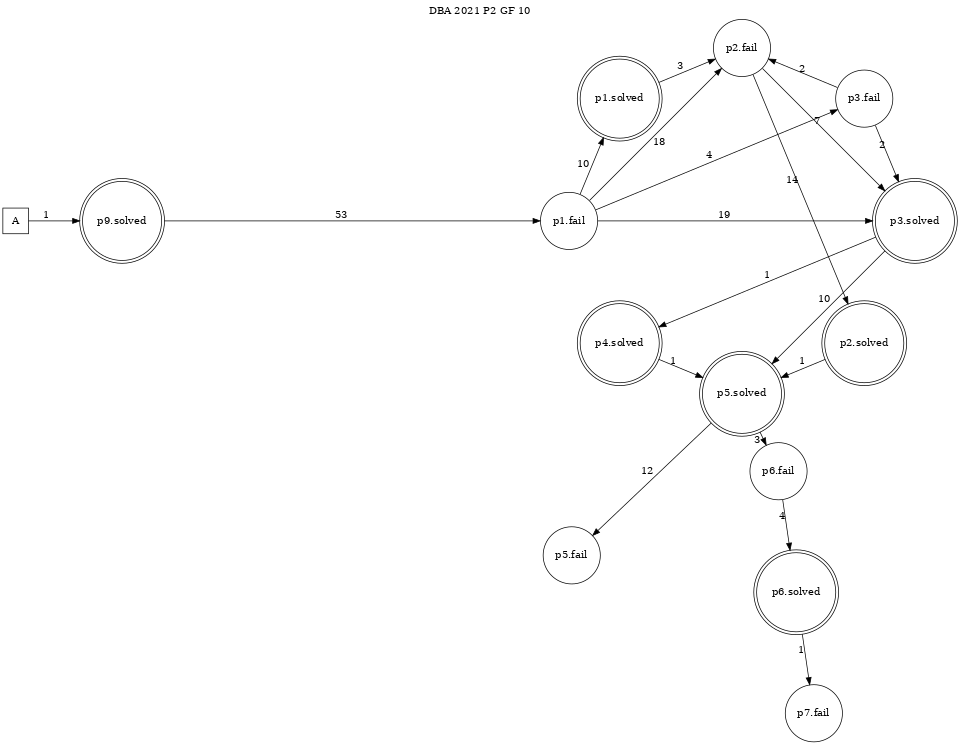 DBA 2021 P2 GF 10
p2.fail
3
2
p1.solved
p3.fail
7
18
2
4
10
14
A
1
p9.solved
53
p1.fail
19
p3.solved
1
10
p4.solved
p2.solved
1
1
p5.solved
3
12
p6.fail
4
p5.fail
p6.solved
1
p7.fail